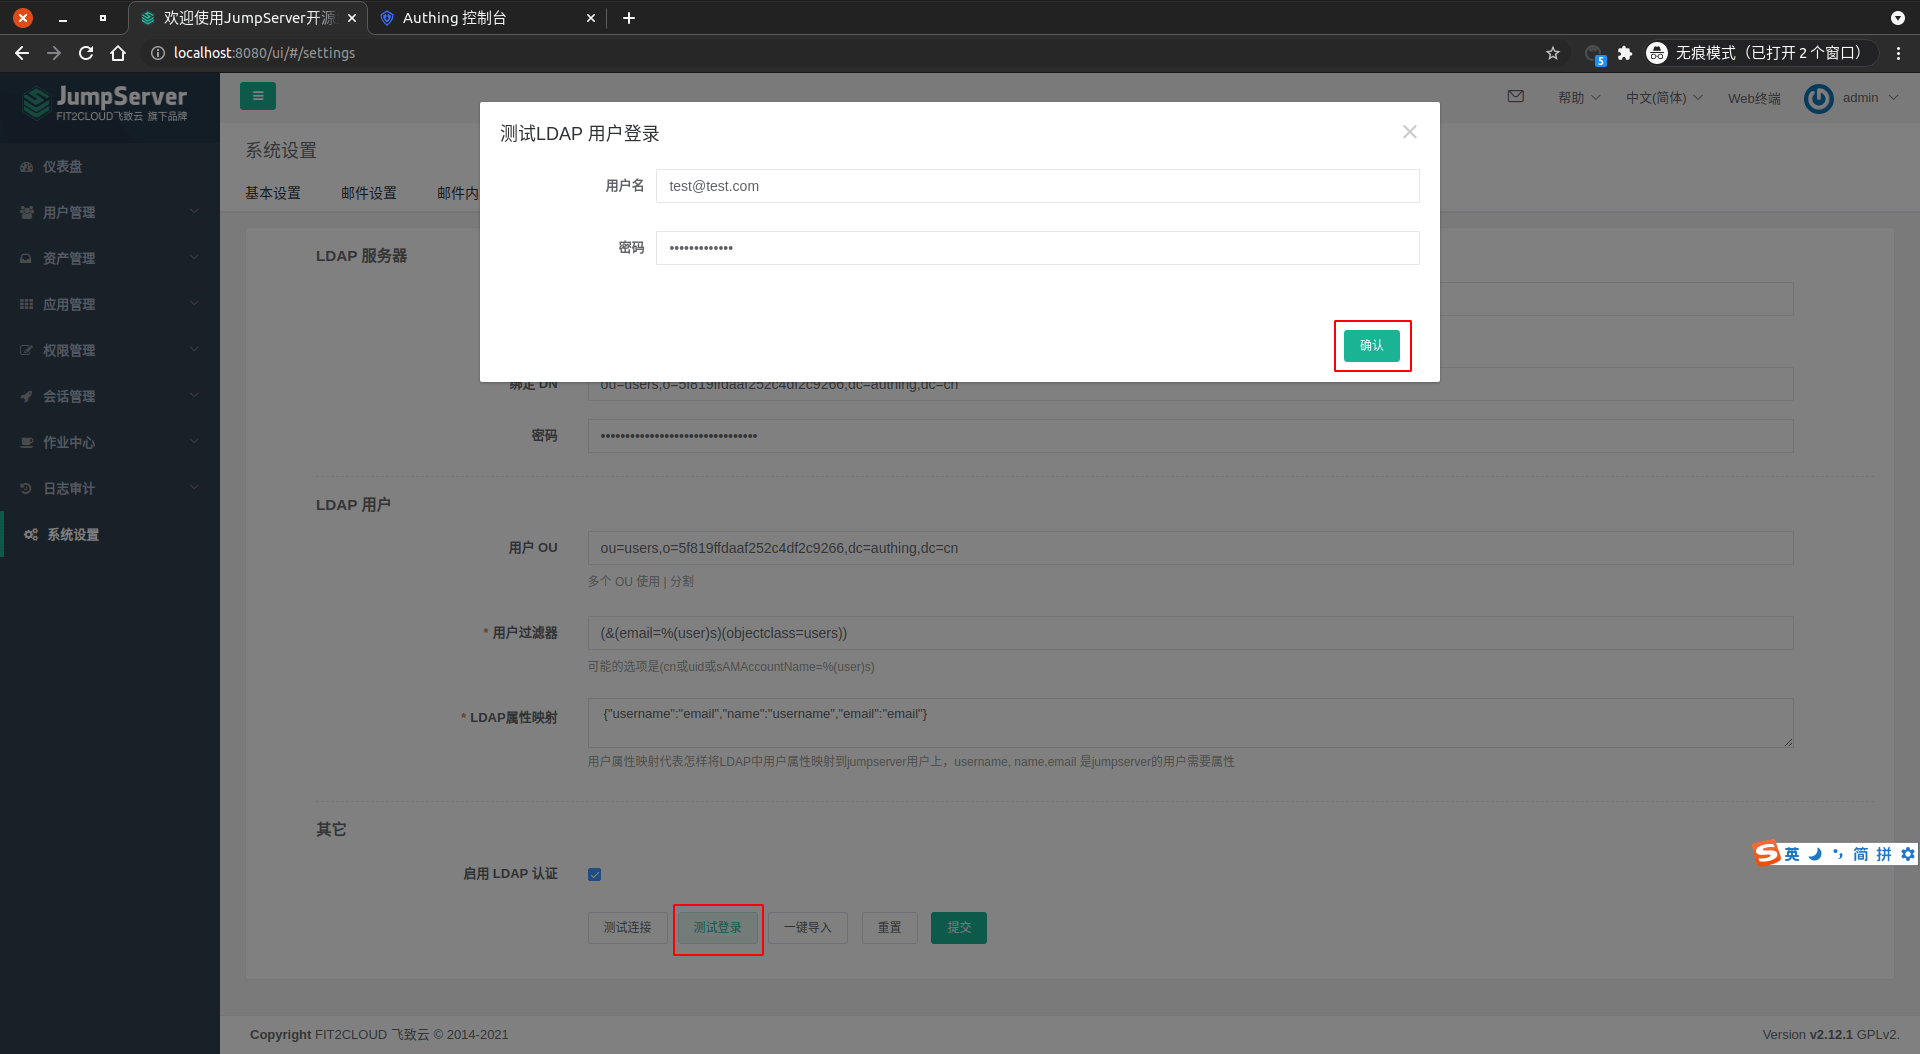 欢迎使用JumpServer开源
Authing 控制台
localhost:8080/ui/#/settings
5
无痕模式（已打开 2 个窗口）
JumpServer
FIT2CLOUD飞致云 旗下品牌
帮助
中文(简体)
Web终端
admin
仪表盘
用户管理
资产管理
应用管理
权限管理
会话管理
作业中心
日志审计
系统设置
系统设置
基本设置
邮件设置
邮件内
测试LDAP 用户登录
用户名
test@test.com
密码
•••••••••••••
确认
LDAP 服务器
绑定 DN
ou=users,o=5f819ffdaaf252c4df2c9266,dc=authing,dc=cn
密码
••••••••••••••••••••••••••••••••
LDAP 用户
用户 OU
ou=users,o=5f819ffdaaf252c4df2c9266,dc=authing,dc=cn
多个 OU 使用 | 分割
* 用户过滤器
(&(email=%(user)s)(objectclass=users))
可能的选项是(cn或uid或sAMAccountName=%(user)s)
* LDAP属性映射
{"username":"email","name":"username","email":"email"}
用户属性映射代表怎样将LDAP中用户属性映射到jumpserver用户上，username, name,email 是jumpserver的用户需要属性
其它
启用 LDAP 认证
测试连接
测试登录
一键导入
重置
提交
S 英 简 拼
Copyright FIT2CLOUD 飞致云 © 2014-2021
Version v2.12.1 GPLv2.